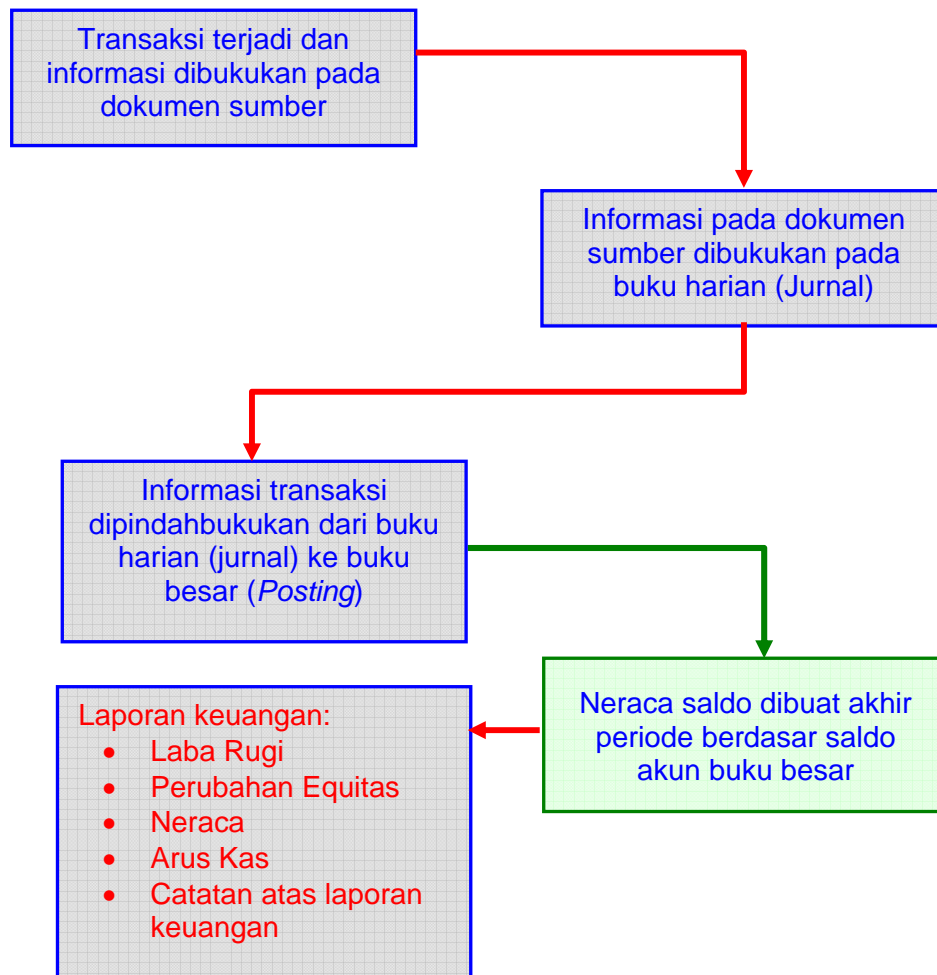 Transaksi terjadi dan
informasi dibukukan pada
dokumen sumber
Informasi pada dokumen
sumber dibukukan pada
buku harian (Jurnal)
Informasi transaksi
dipindahbukukan dari buku
harian (jurnal) ke buku
besar (Posting)
Neraca saldo dibuat akhir
periode berdasar saldo
akun buku besar
Laporan keuangan:
• Laba Rugi
• Perubahan Equitas
• Neraca
• Arus Kas
• Catatan atas laporan
keuangan